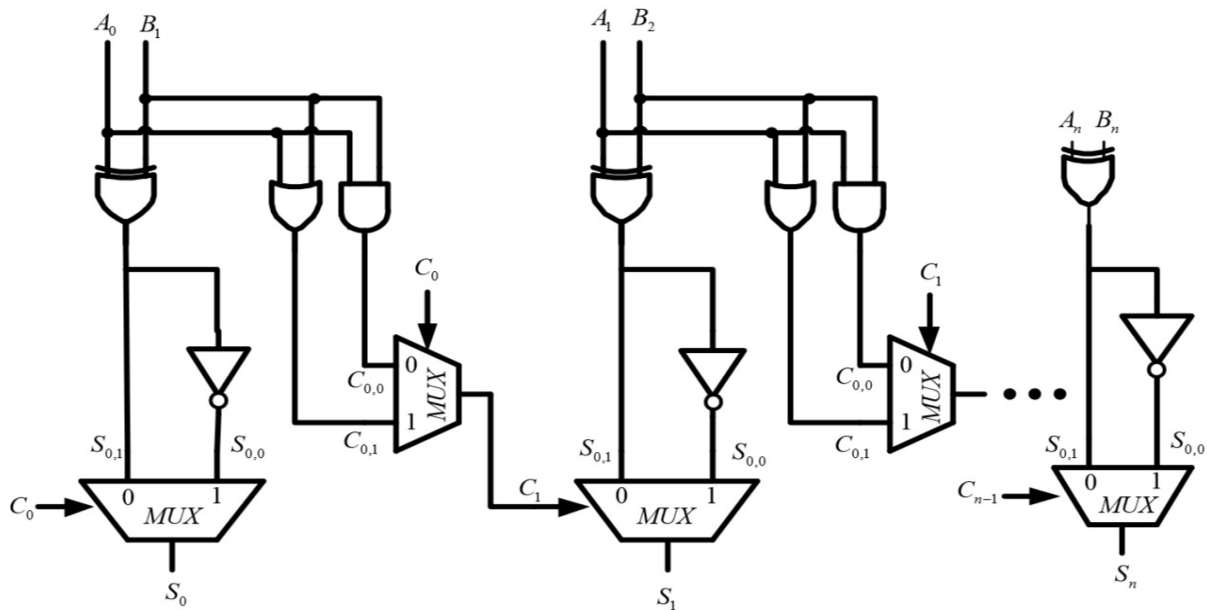 A₀ B₁ A₁ B₂
Aₙ Bₙ
C₀ C₁
0 MUX 1
C₀,₀
C₀,₁
0 MUX 1
C₀,₀
C₀,₁
S₀,₁ S₀,₀
S₀,₁ S₀,₀
S₀,₁ S₀,₀
C₀ 0 1 MUX
C₁ 0 1 MUX
Cₙ₋₁ 0 1 MUX
S₀ S₁ Sₙ